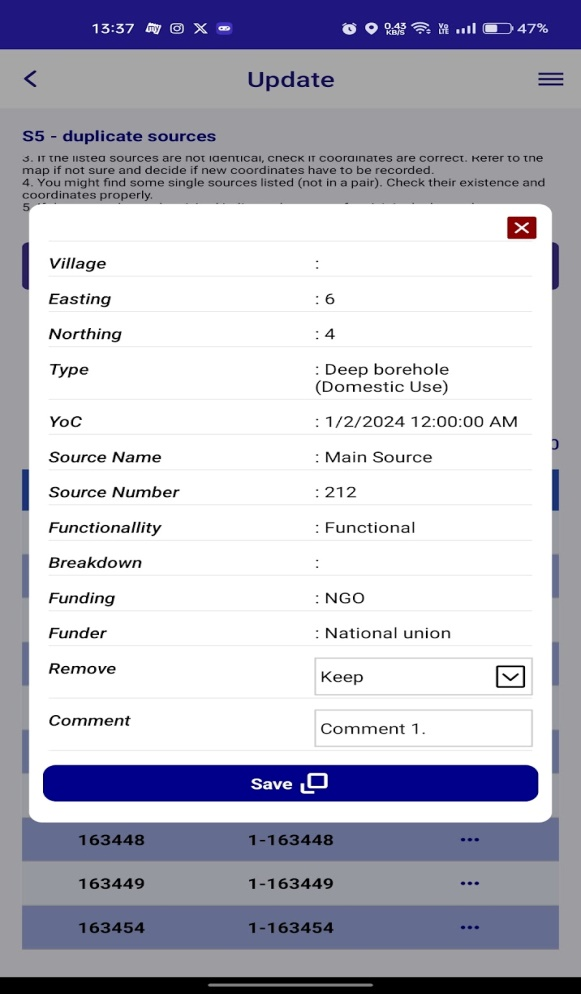 13:37 0.43 KB/S Vo LTE 47%
Update
S5 - duplicate sources
3. If the listed sources are not identical, check if coordinates are correct. Refer to the
map if not sure and decide if new coordinates have to be recorded.
4. You might find some single sources listed (not in a pair). Check their existence and
coordinates properly.
5.
Village :
Easting : 6
Northing : 4
Type : Deep borehole
(Domestic Use)
YoC : 1/2/2024 12:00:00 AM
Source Name : Main Source
Source Number : 212
Functionallity : Functional
Breakdown :
Funding : NGO
Funder : National union
Remove Keep
Comment Comment 1.
Save
163448 1-163448 •••
163449 1-163449 •••
163454 1-163454 •••